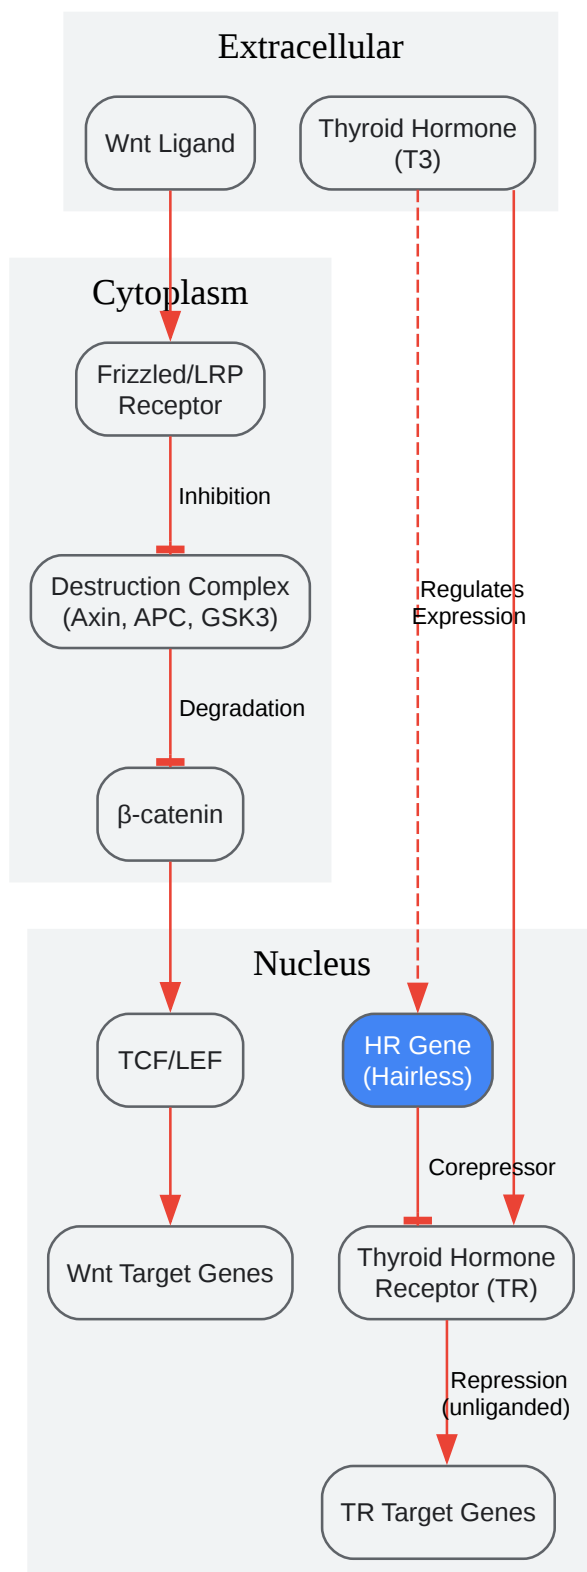 Extracellular
Wnt Ligand
Thyroid Hormone
(T3)
Cytoplasm
Frizzled/LRP
Receptor
Inhibition
Destruction Complex
(Axin, APC, GSK3)
Regulates
Expression
Degradation
β-catenin
Nucleus
TCF/LEF
HR Gene
(Hairless)
Corepressor
Wnt Target Genes
Thyroid Hormone
Receptor (TR)
Repression
(unliganded)
TR Target Genes